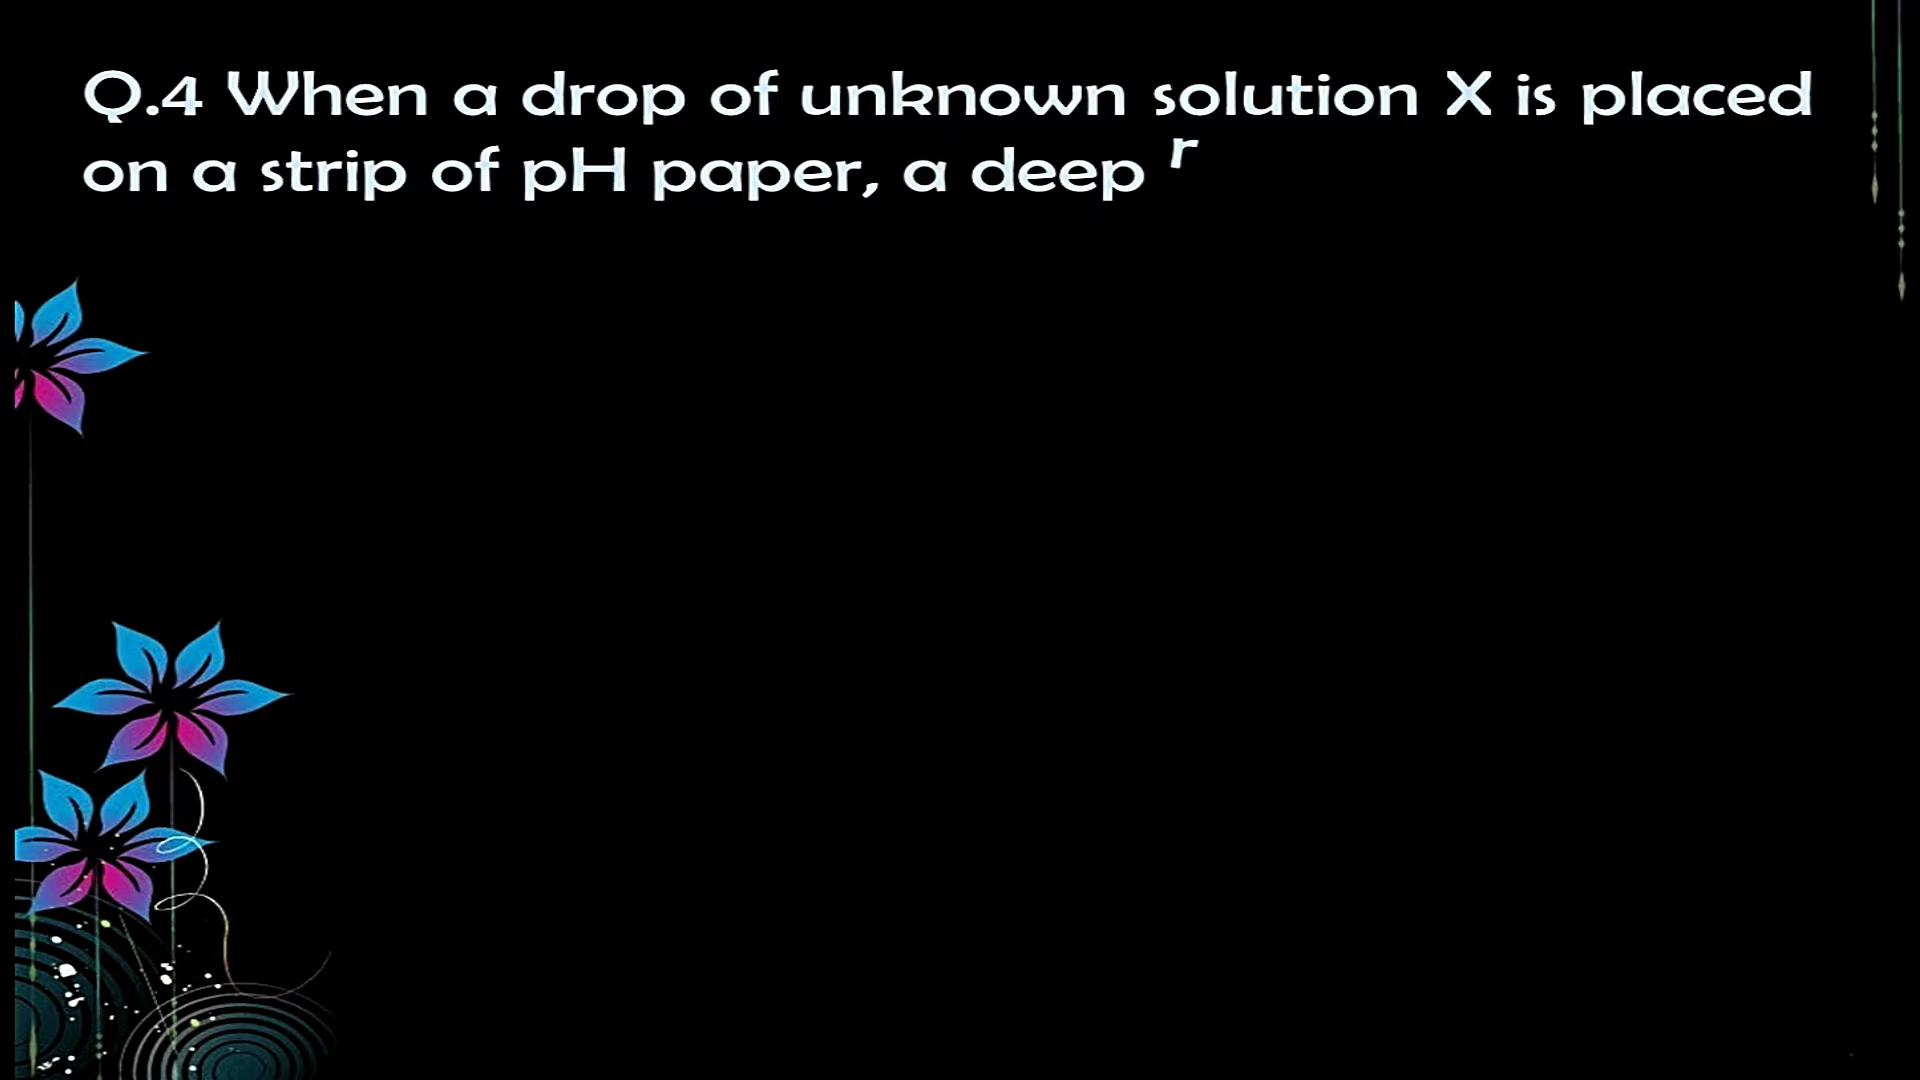 Q.4 When a drop of unknown solution X is placed
on a strip of pH paper, a deep r